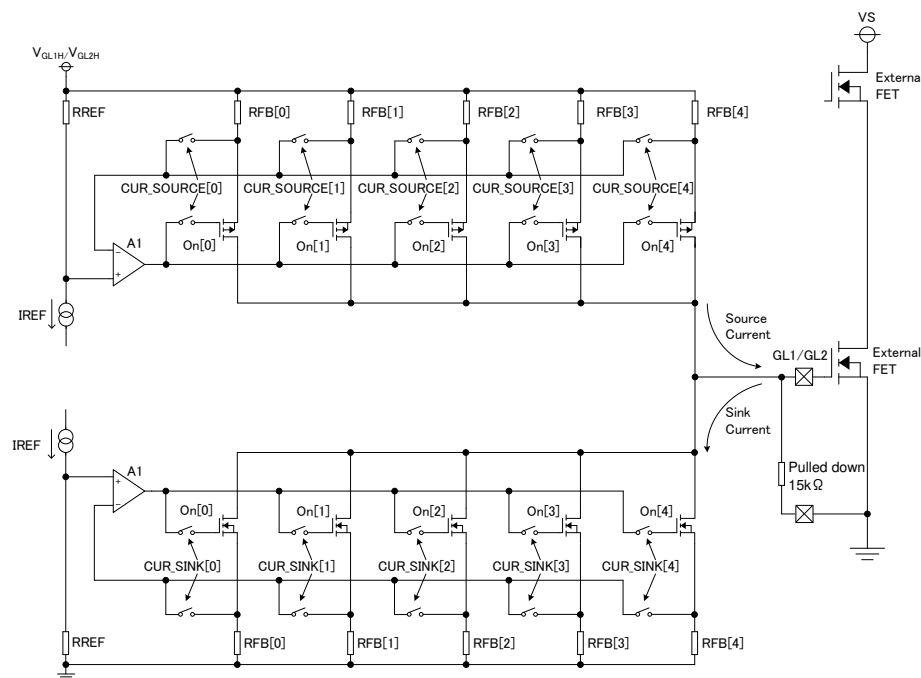 VS
V_GL1H/V_GL2H
External
FET
RREF
RFB[0]
RFB[1]
RFB[2]
RFB[3]
RFB[4]
CUR_SOURCE[0]
CUR_SOURCE[1]
CUR_SOURCE[2]
CUR_SOURCE[3]
CUR_SOURCE[4]
A1
On[0]
On[1]
On[2]
On[3]
On[4]
−
+
IREF
Source
Current
GL1/GL2
External
FET
Sink
Current
IREF
A1
+
−
Pulled down
15kΩ
On[0]
On[1]
On[2]
On[3]
On[4]
CUR_SINK[0]
CUR_SINK[1]
CUR_SINK[2]
CUR_SINK[3]
CUR_SINK[4]
RREF
RFB[0]
RFB[1]
RFB[2]
RFB[3]
RFB[4]